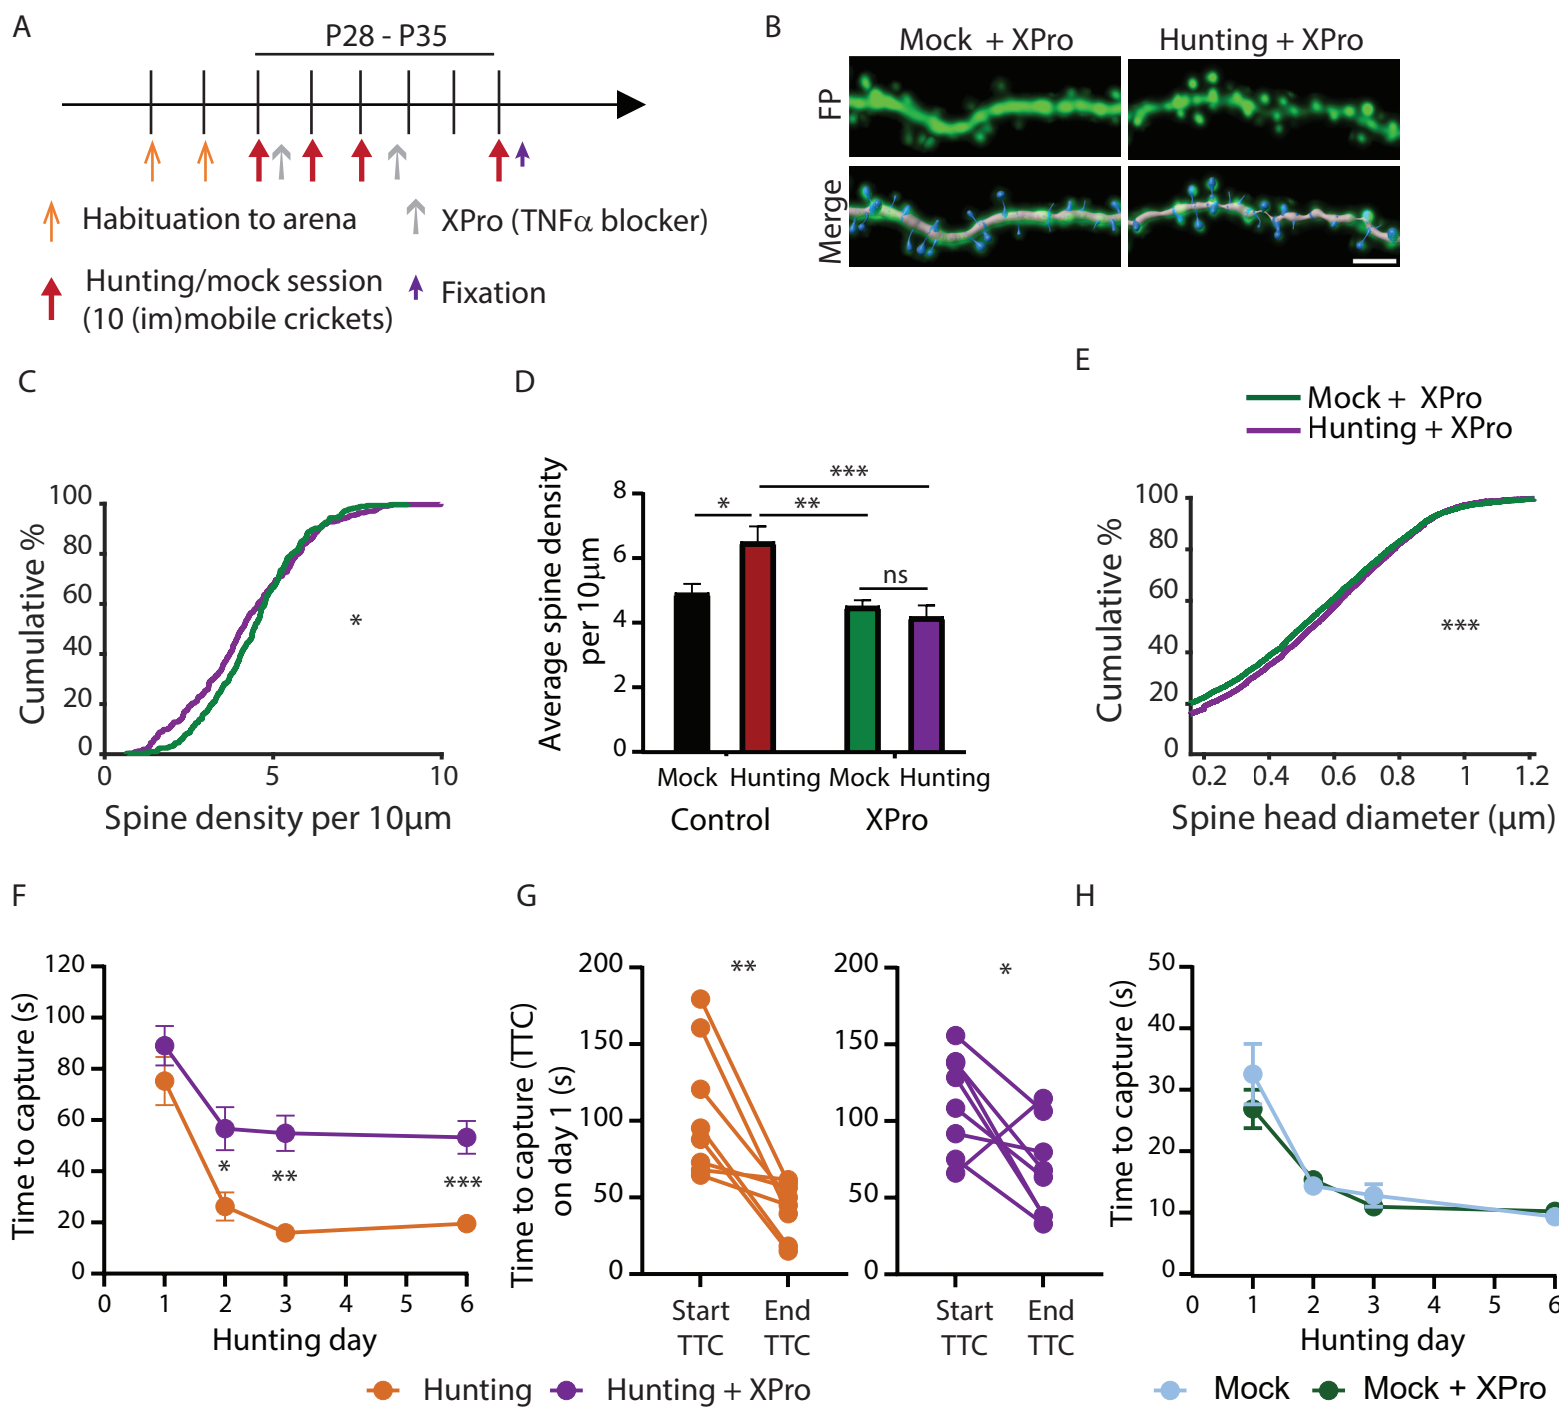 A
P28 - P35
Habituation to arena
XPro (TNFα blocker)
Hunting/mock session
(10 (im)mobile crickets)
Fixation
B
Mock + XPro
Hunting + XPro
FP
Merge
C
100
80
60
40
20
0
Cumulative %
*
0 5 10
Spine density per 10µm
D
Average spine density
per 10µm
8
6
4
2
0
*
**
***
ns
Mock Hunting Mock Hunting
Control XPro
E
Mock + XPro
Hunting + XPro
100
80
60
40
20
0
Cumulative %
***
0.2 0.4 0.6 0.8 1 1.2
Spine head diameter (µm)
F
Time to capture (s)
120
100
80
60
40
20
0
*
**
***
0 1 2 3 4 5 6
Hunting day
G
Time to capture (TTC)
on day 1 (s)
200
150
100
50
0
**
Start
TTC
End
TTC
200
150
100
50
0
*
Start
TTC
End
TTC
Hunting
Hunting + XPro
H
Time to capture (s)
50
40
30
20
10
0
0 1 2 3 4 5 6
Hunting day
Mock
Mock + XPro